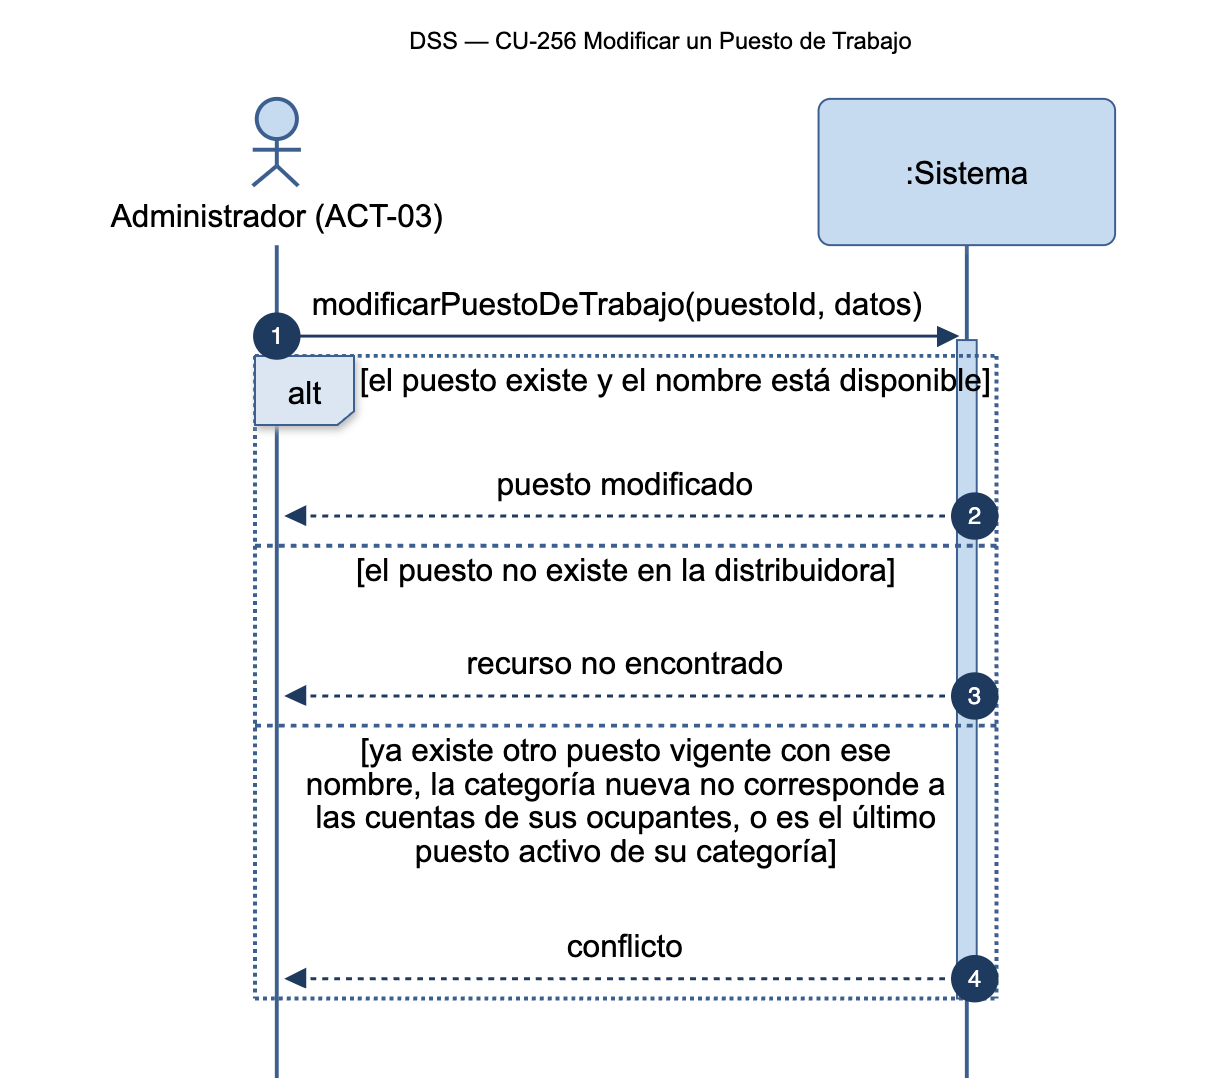 DSS — CU-256 Modificar un Puesto de Trabajo
:Sistema
Administrador (ACT-03)
modificarPuestoDeTrabajo(puestoId, datos)
1
alt
[el puesto existe y el nombre está disponible]
puesto modificado
2
[el puesto no existe en la distribuidora]
recurso no encontrado
3
[ya existe otro puesto vigente con ese
nombre, la categoría nueva no corresponde a
las cuentas de sus ocupantes, o es el último
puesto activo de su categoría]
conflicto
4